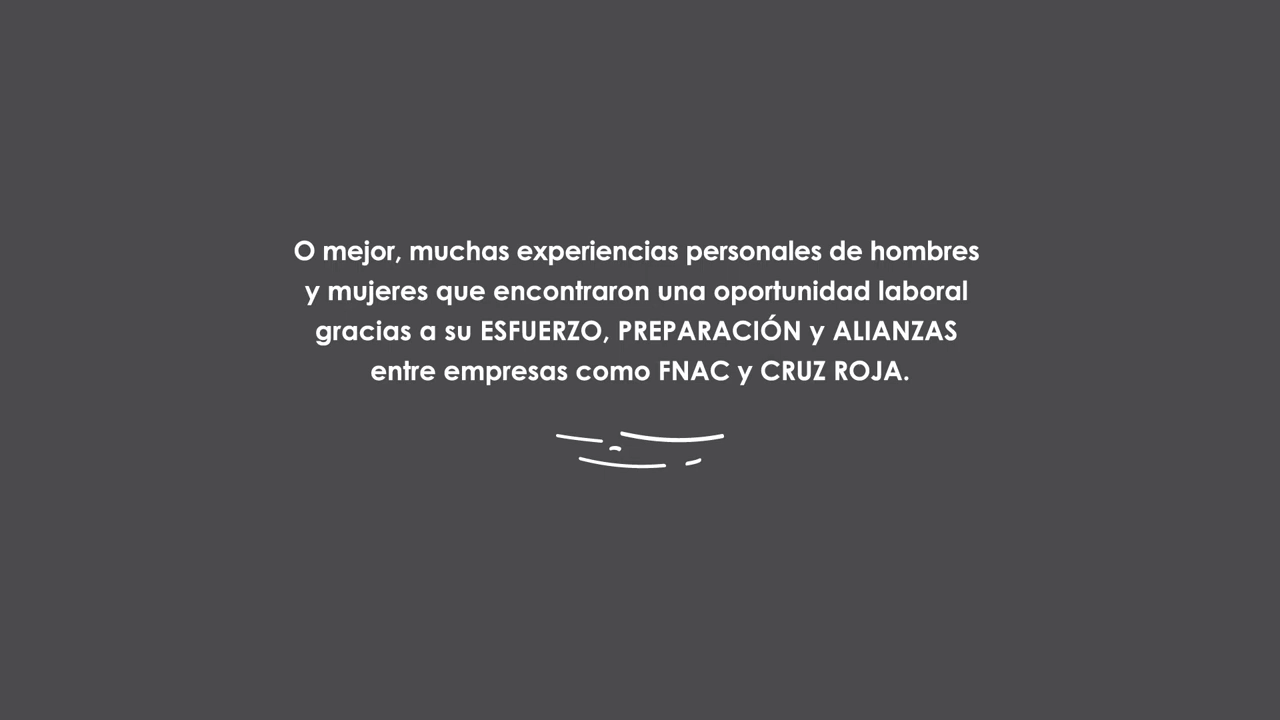 O mejor, muchas experiencias personales de hombres
y mujeres que encontraron una oportunidad laboral
gracias a su ESFUERZO, PREPARACIÓN y ALIANZAS
entre empresas como FNAC y CRUZ ROJA.